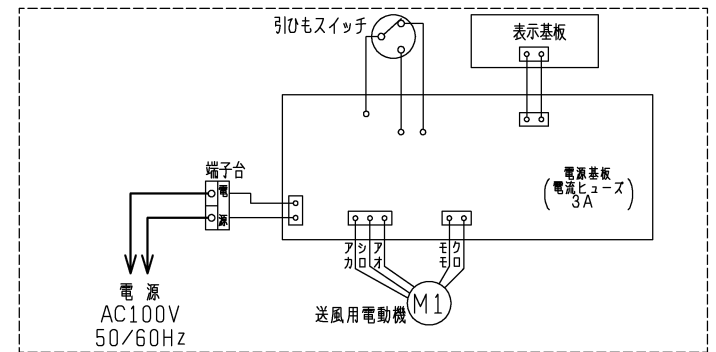 引ひもスイッチ
表示基板
端子台
電
源
電源基板
(電流ヒューズ)
3A
アカ
シロ
アオ
モモ
クロ
M1
送風用電動機
電 源
AC100V
50/60Hz